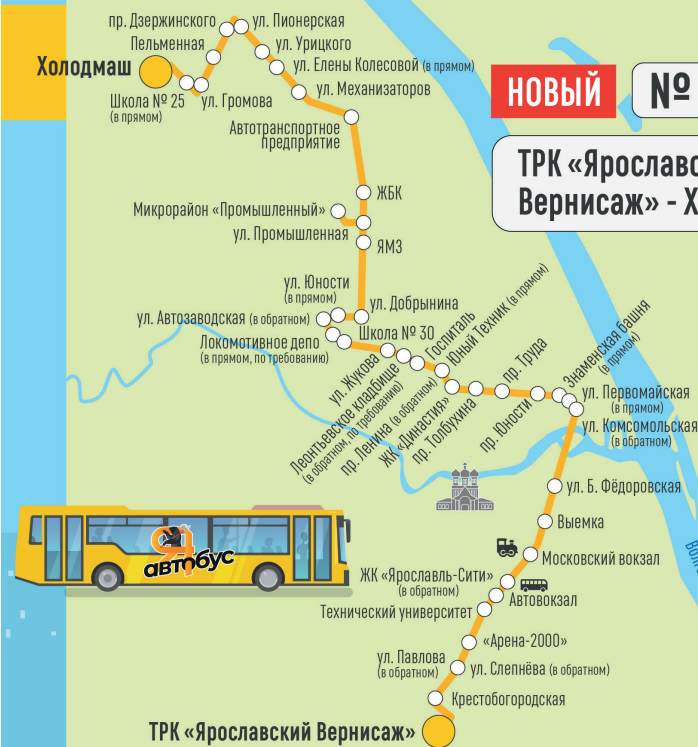 пр. Дзержинского
ул. Пионерская
Пельменная
ул. Урицкого
Холодмаш
ул. Елены Колесовой (в прямом)
Школа № 25
(в прямом)
ул. Громова
ул. Механизаторов
НОВЫЙ
№
Автотранспортное
предприятие
ТРК «Ярославс
Вернисаж» - Х
ЖБК
Микрорайон «Промышленный»
ул. Промышленная
ЯМЗ
ул. Юности
(в прямом)
ул. Добрынина
ул. Автозаводская (в обратном)
Школа № 30
Локомотивное депо
(в прямом, по требованию)
ул. Жукова
Леонтьевское кладбище
(в обратном, по требованию)
Госпиталь
Юный Техник (в прямом)
пр. Ленина (в обратном)
ЖК «Династия»
пр. Толбухина
пр. Труда
пр. Юности
Знаменская башня
(в прямом)
ул. Первомайская
(в прямом)
ул. Комсомольская
(в обратном)
ул. Б. Фёдоровская
Выемка
Московский вокзал
ЖК «Ярославль-Сити»
(в обратном)
Автовокзал
Технический университет
«Арена-2000»
ул. Павлова
(в обратном)
ул. Слепнёва (в обратном)
Крестобогородская
ТРК «Ярославский Вернисаж»
Я
автобус
Волг